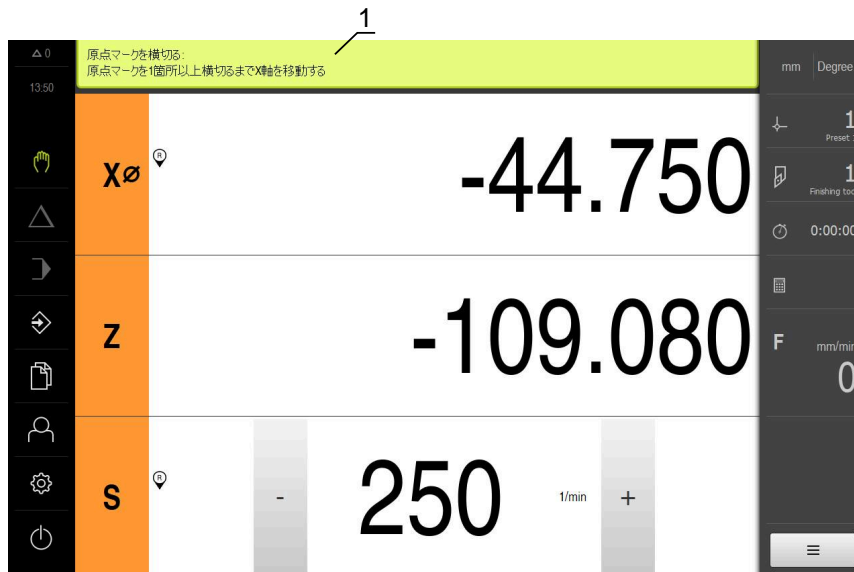 1
0
原点マークを横切る:
原点マークを1箇所以上横切るまでX軸を移動する
mm
Degree
13:50
X
R
-44.750
1
Preset
1
Finishing too
0:00:00
Z
-109.080
F
mm/min
0
S
R
-
250
1/min
+